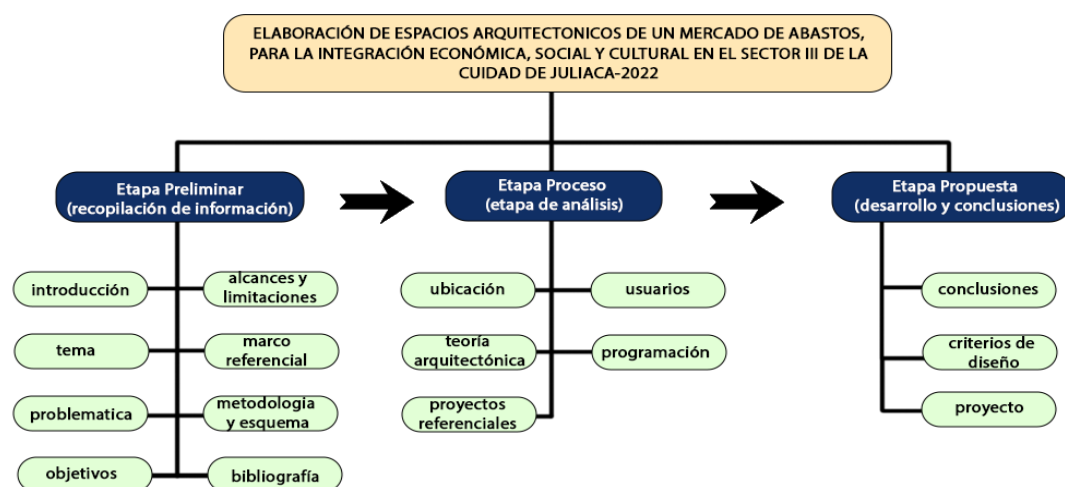 ELABORACIÓN DE ESPACIOS ARQUITECTONICOS DE UN MERCADO DE ABASTOS,
PARA LA INTEGRACIÓN ECONÓMICA, SOCIAL Y CULTURAL EN EL SECTOR III DE LA
CUIDAD DE JULIACA-2022
Etapa Preliminar
(recopilación de información)
introducción
alcances y
limitaciones
tema
marco
referencial
problematica
metodologia
y esquema
objetivos
bibliografía
Etapa Proceso
(etapa de análisis)
ubicación
usuarios
teoría
arquitectónica
programación
proyectos
referenciales
Etapa Propuesta
(desarrollo y conclusiones)
conclusiones
criterios de
diseño
proyecto